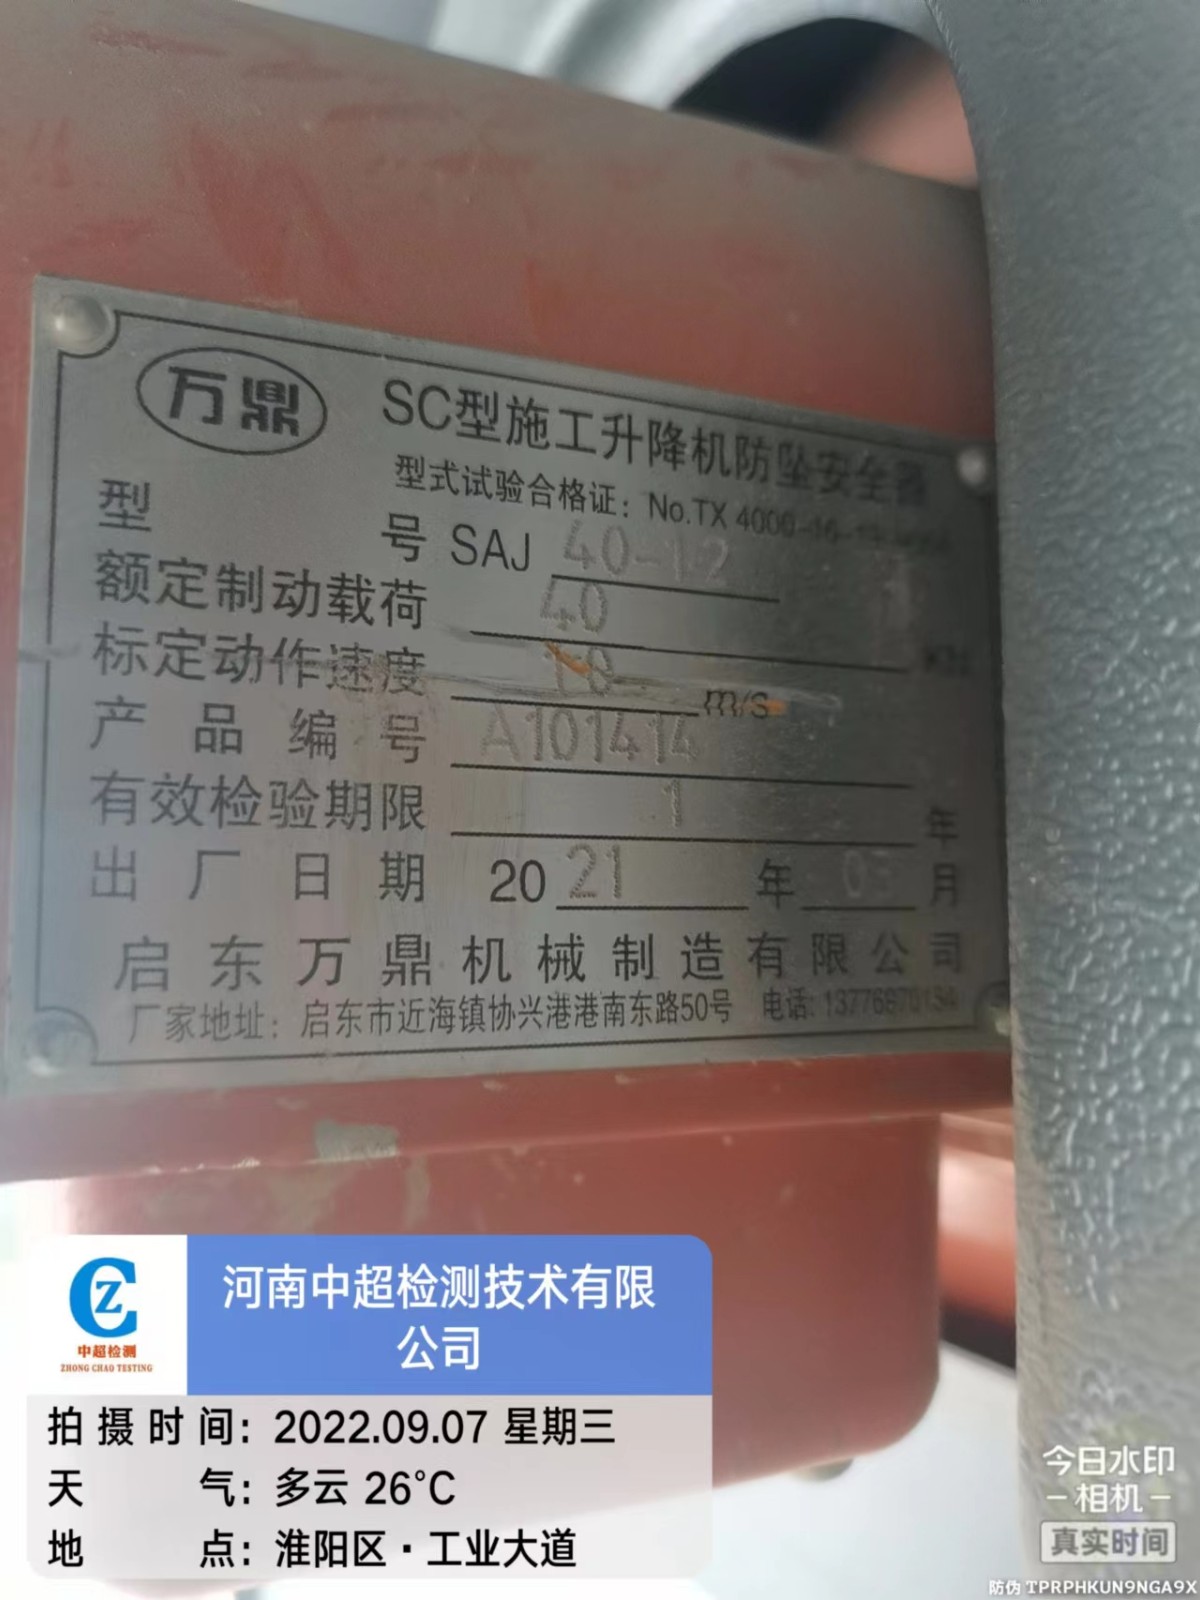 万鼎
SC型施工升降机防坠安全器
型式试验合格证：No.TX 4000-16-
型号 SAJ 40-12
额定制动载荷 40
标定动作速度 m/s
产品编号 A101414
有效检验期限 1 年
出厂日期 2021 年 月
启东万鼎机械制造有限公司
厂家地址：启东市近海镇协兴港港南东路50号 电话:
CZ
中超检测
ZHONG CHAO TESTING
河南中超检测技术有限
公司
拍摄时间：2022.09.07 星期三
天气：多云 26°C
地点：淮阳区·工业大道
今日水印
-相机-
真实时间
防伪 TPRPHKUN9NGA9X